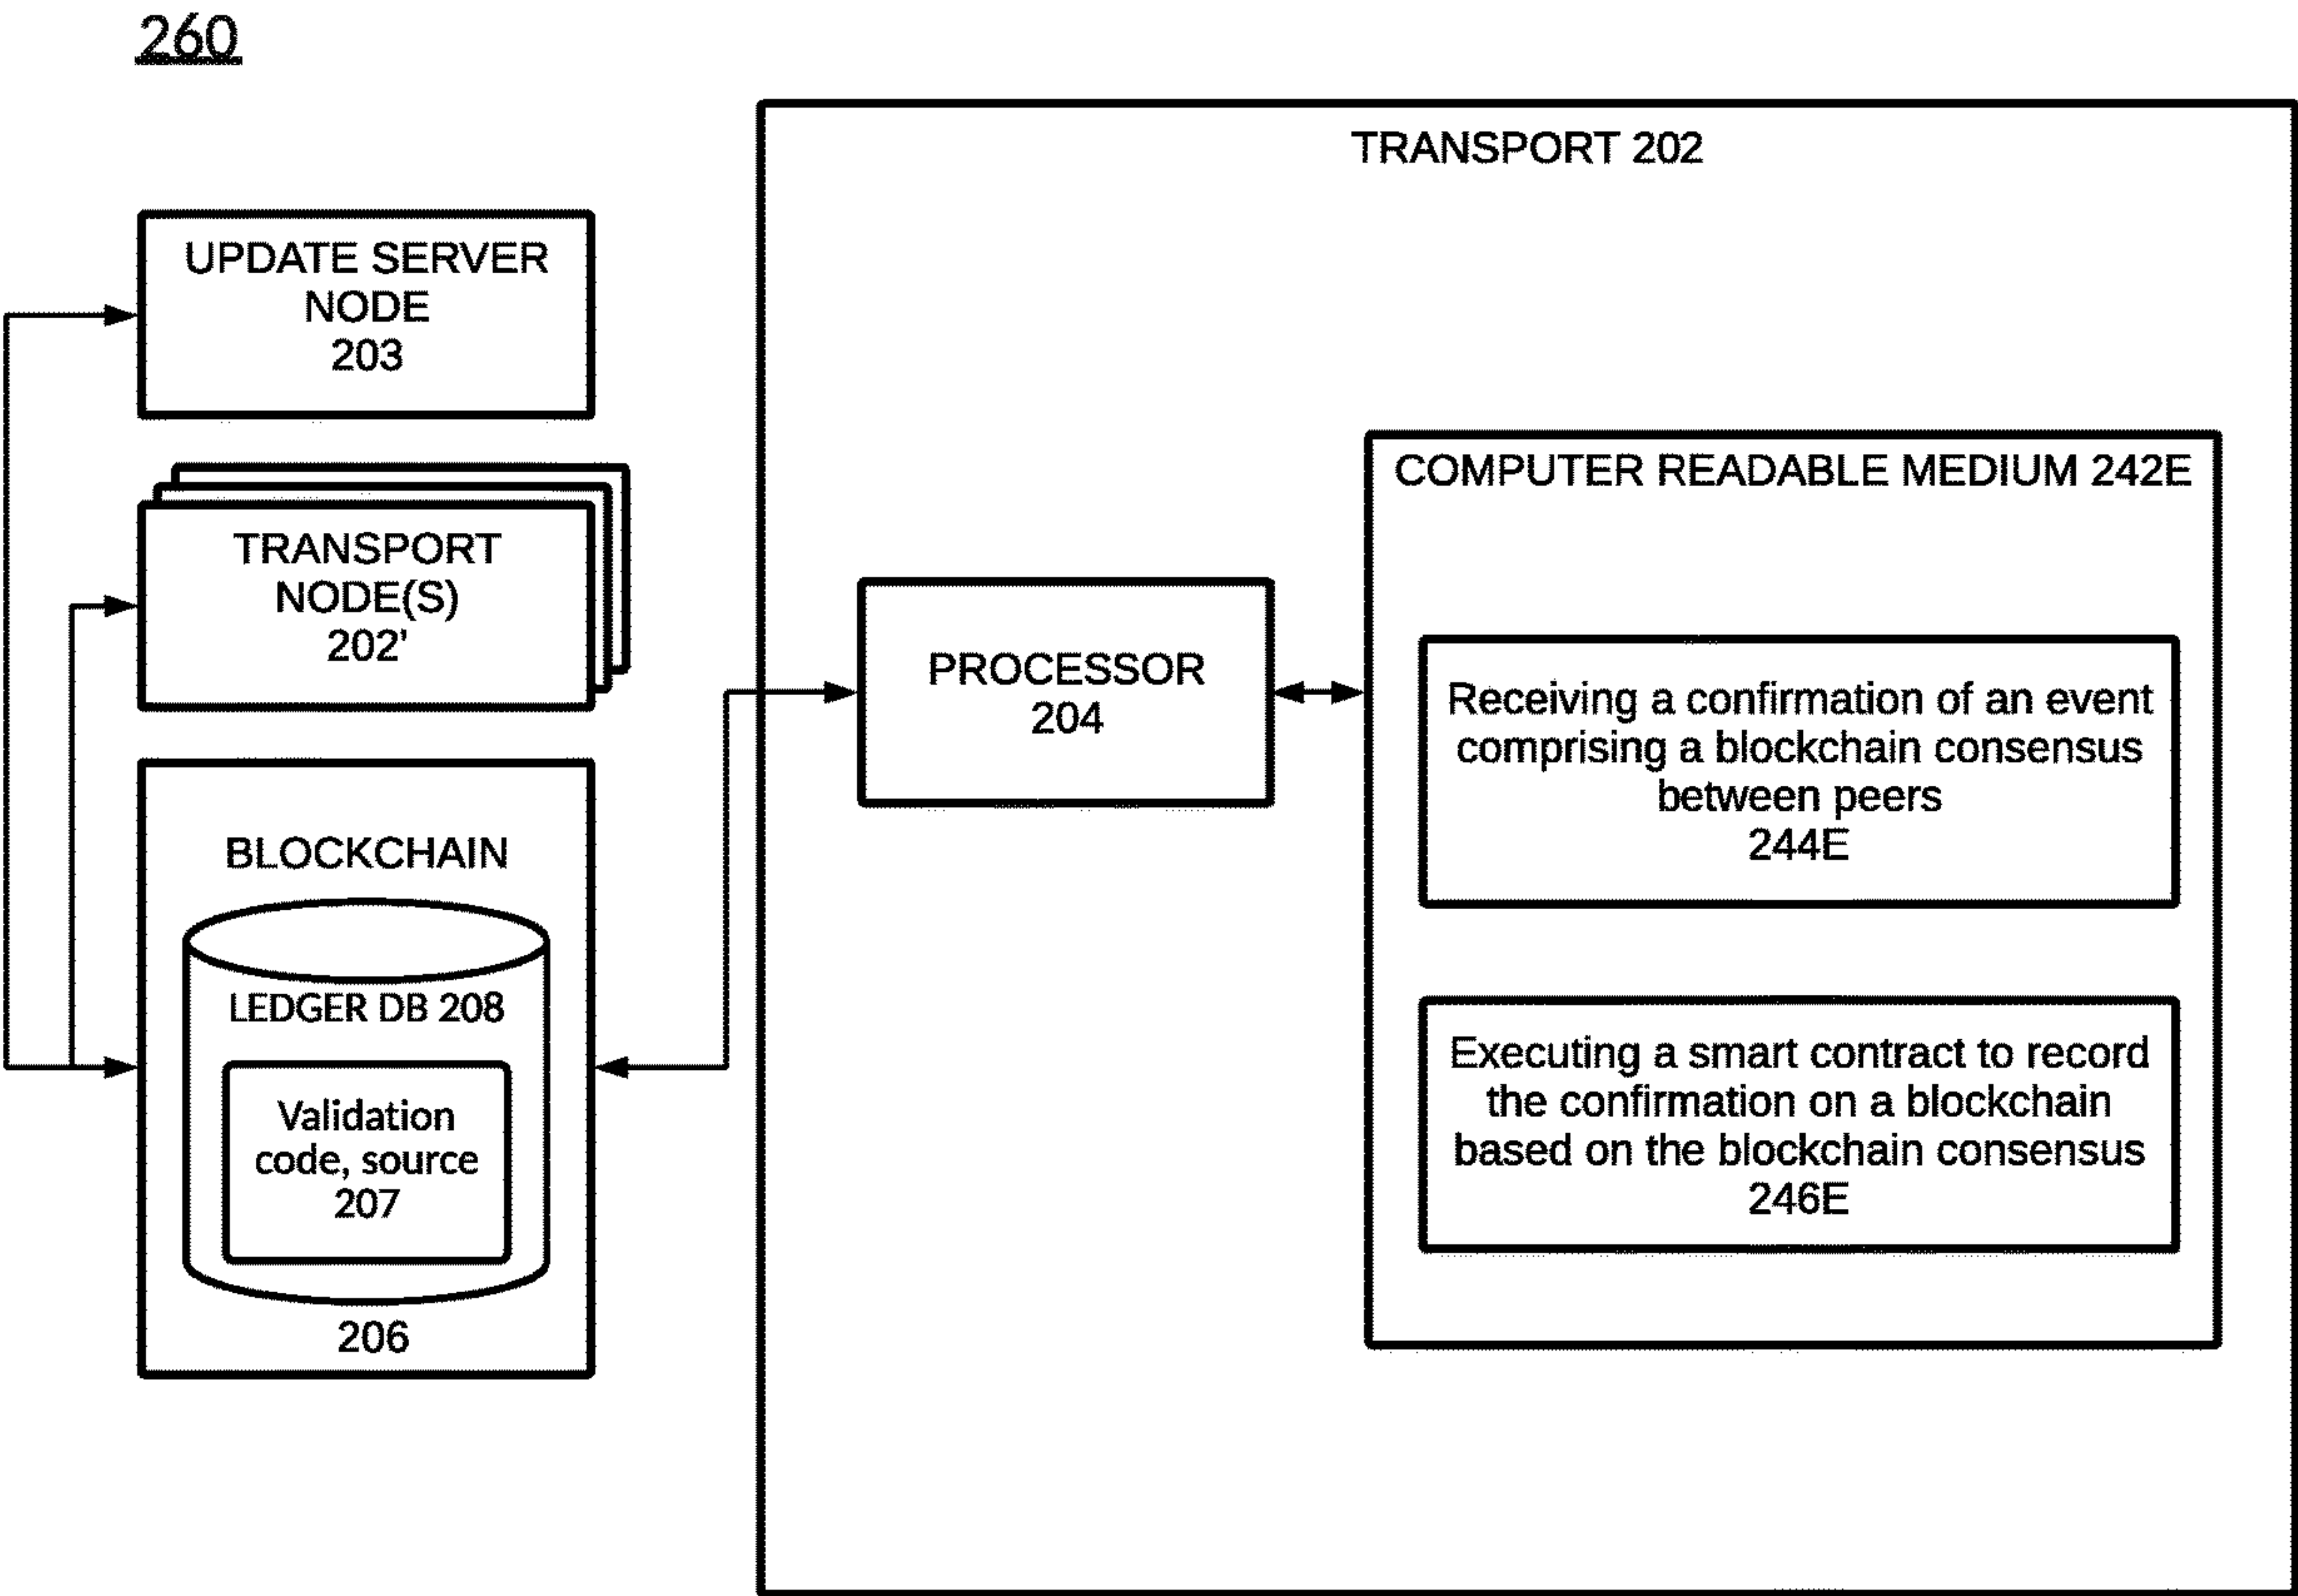 260
TRANSPORT 202
UPDATE SERVER
NODE
203
TRANSPORT
NODE(S)
202'
BLOCKCHAIN
LEDGER DB 208
Validation
code, source
207
206
PROCESSOR
204
COMPUTER READABLE MEDIUM 242E
Receiving a confirmation of an event
comprising a blockchain consensus
between peers
244E
Executing a smart contract to record
the confirmation on a blockchain
based on the blockchain consensus
246E